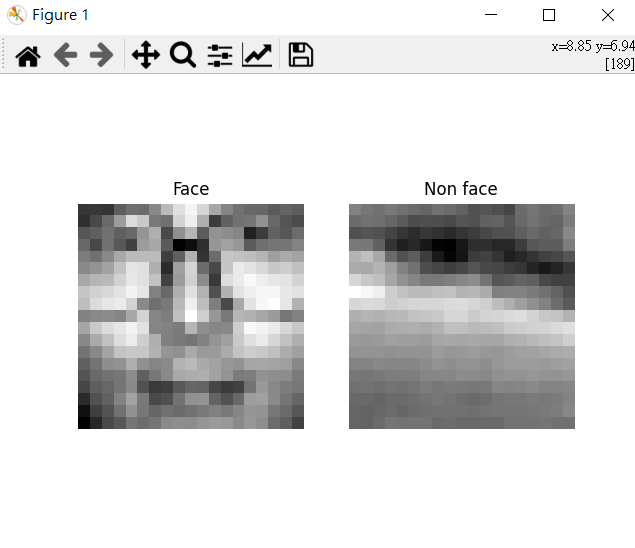 Figure 1
x=8.85 y=6.94
[189]
Face
Non face